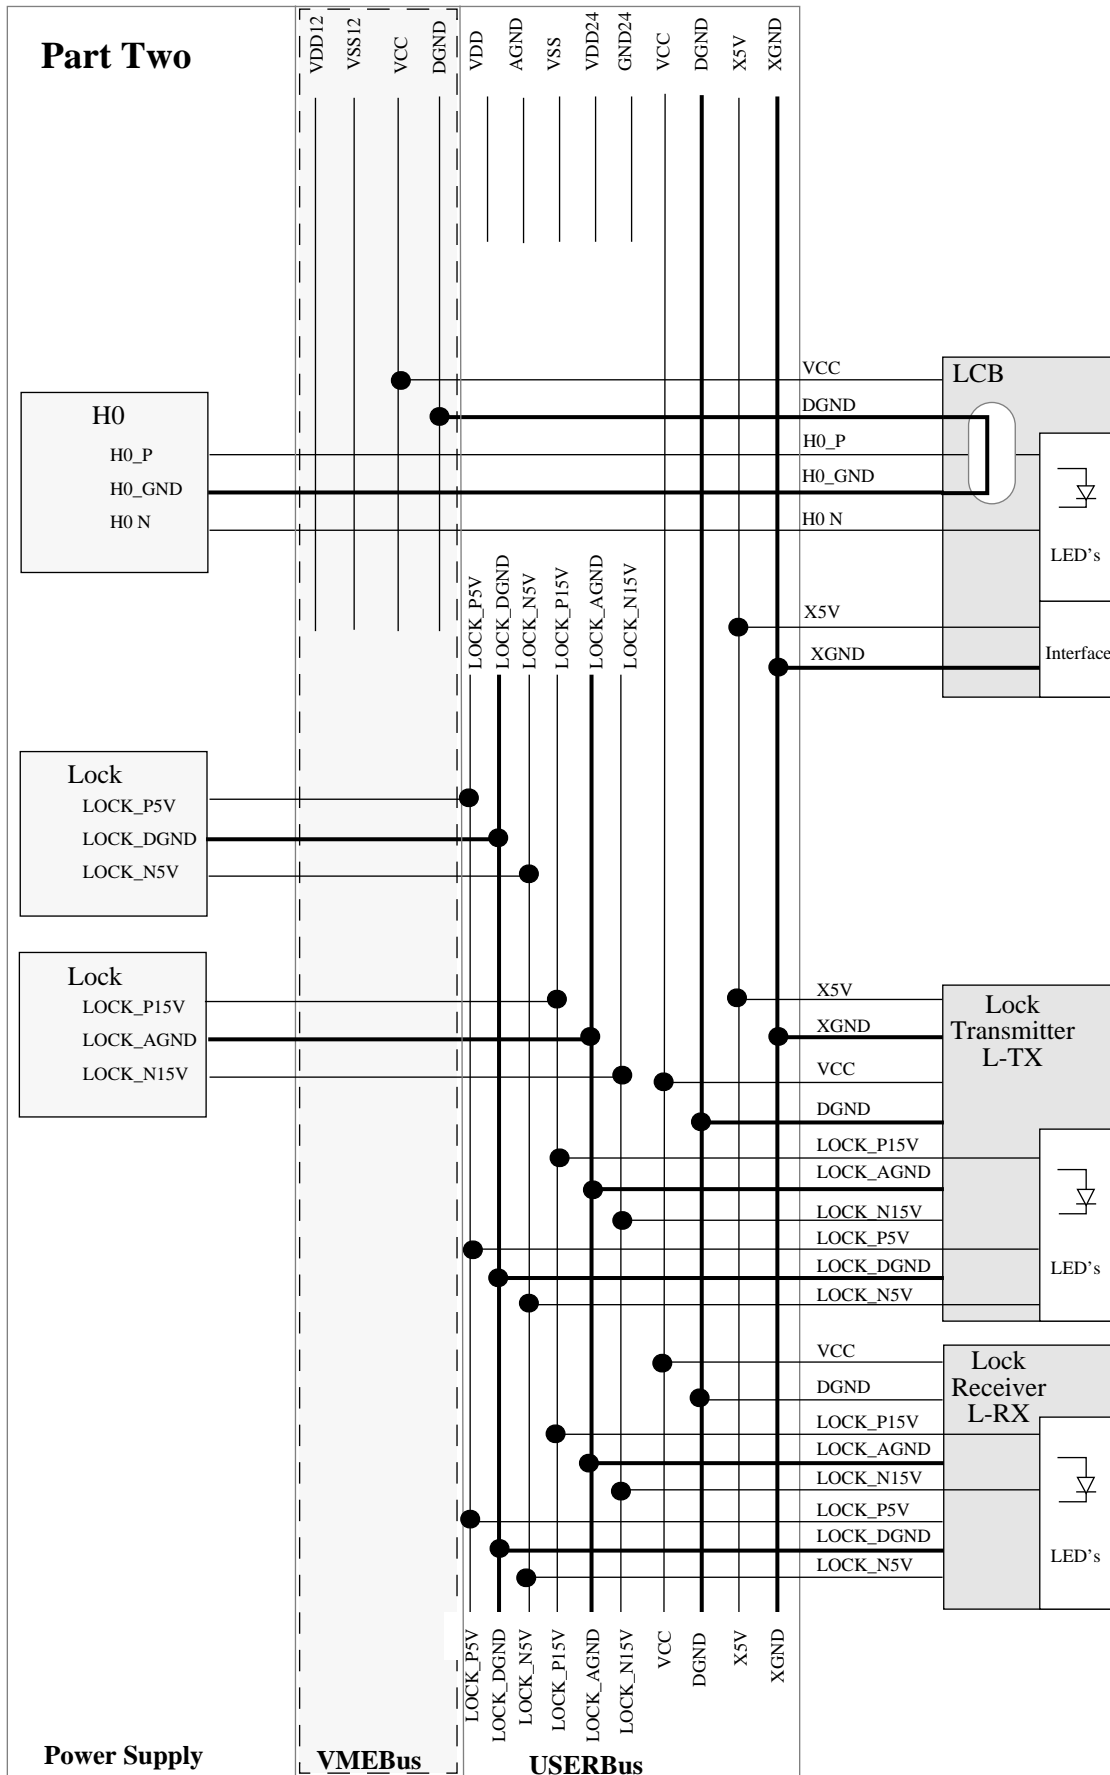 Part Two
VDD12
VSS12
VCC
DGND
VDD
AGND
VSS
VDD24
GND24
VCC
DGND
X5V
XGND
VCC
DGND
H0_P
H0_GND
H0 N
X5V
XGND
LCB
LED's
Interface
H0
H0_P
H0_GND
H0 N
LOCK_P5V
LOCK_DGND
LOCK_N5V
LOCK_P15V
LOCK_AGND
LOCK_N15V
Lock
LOCK_P5V
LOCK_DGND
LOCK_N5V
Lock
LOCK_P15V
LOCK_AGND
LOCK_N15V
X5V
XGND
VCC
DGND
LOCK_P15V
LOCK_AGND
LOCK_N15V
LOCK_P5V
LOCK_DGND
LOCK_N5V
Lock
Transmitter
L-TX
LED's
VCC
DGND
LOCK_P15V
LOCK_AGND
LOCK_N15V
LOCK_P5V
LOCK_DGND
LOCK_N5V
Lock
Receiver
L-RX
LED's
LOCK_P5V
LOCK_DGND
LOCK_N5V
LOCK_P15V
LOCK_AGND
LOCK_N15V
VCC
DGND
X5V
XGND
Power Supply
VMEBus
USERBus